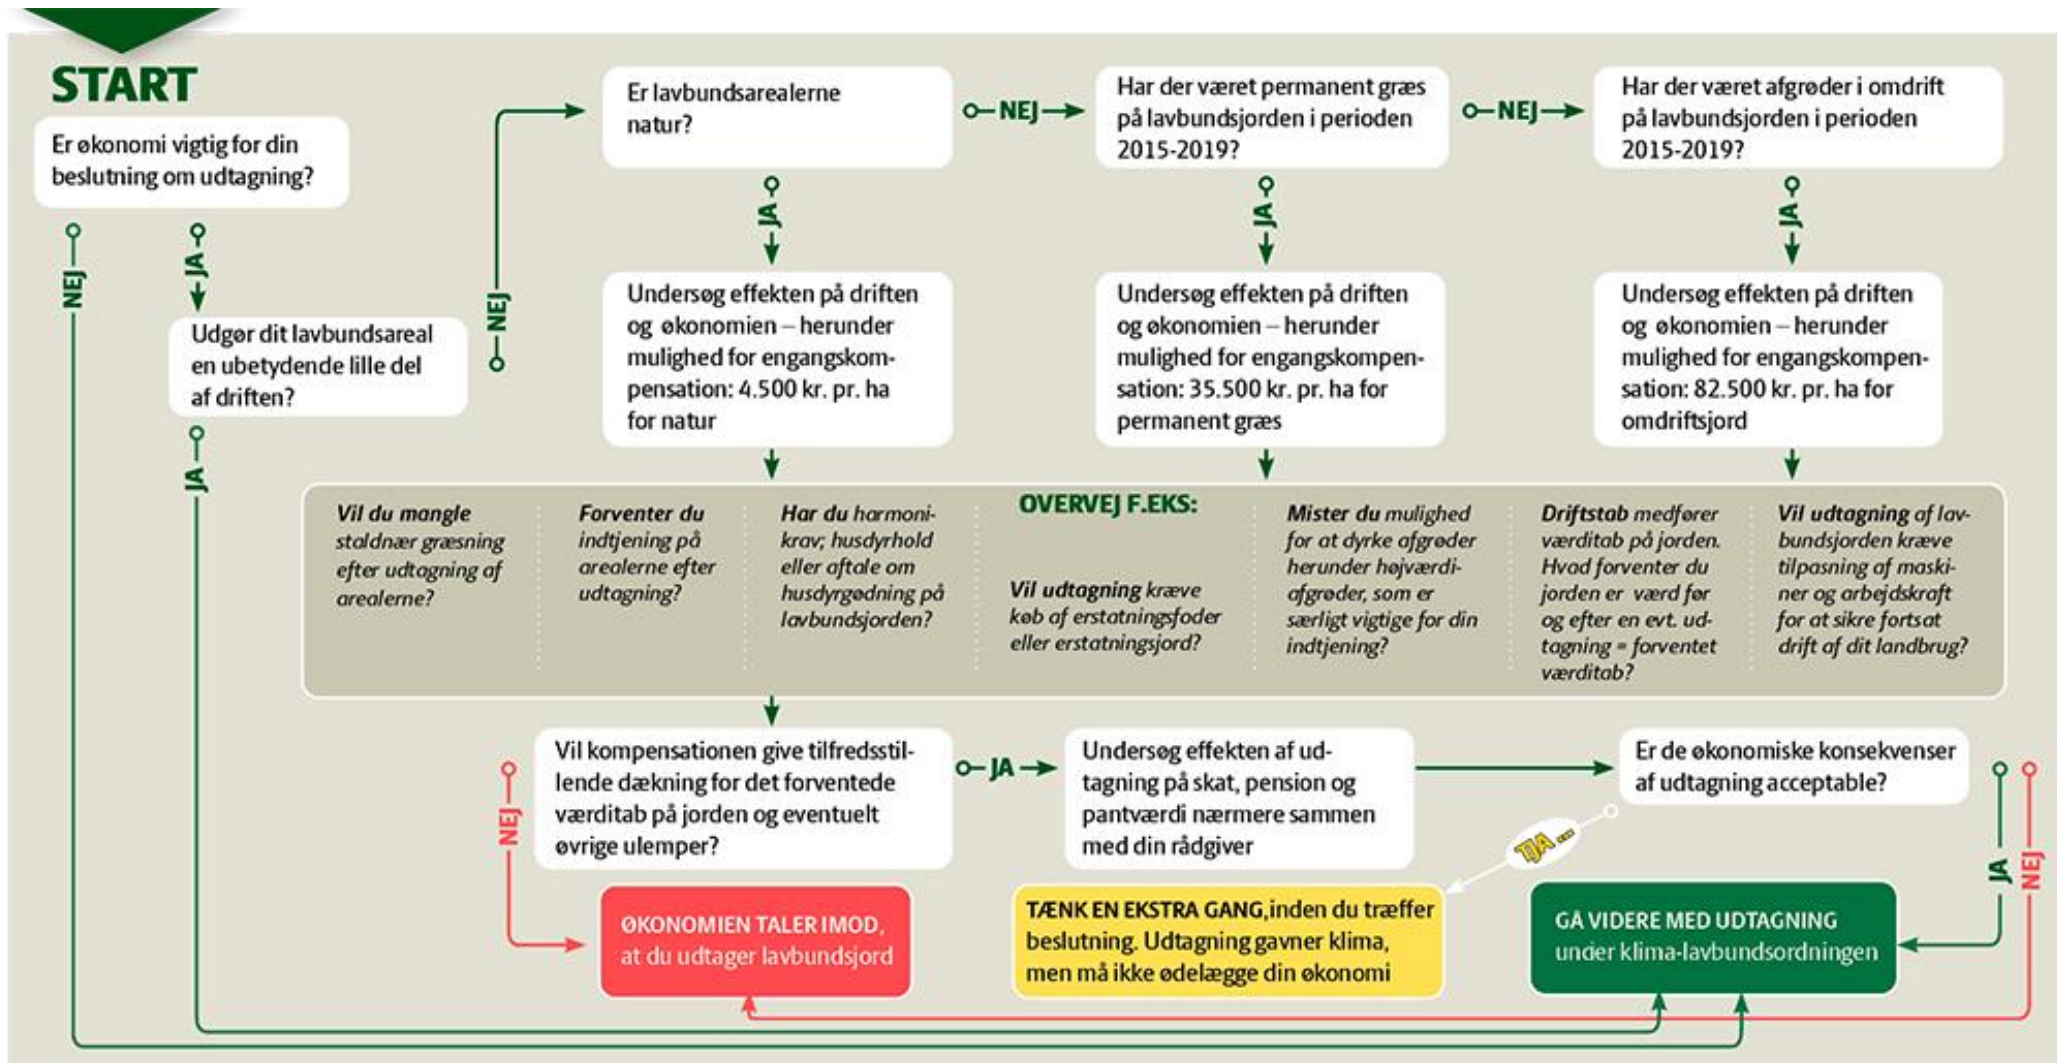 START
Er økonomi vigtig for din
beslutning om udtagning?
NEJ
JA
Udgør dit lavbundsareal
en ubetydende lille del
af driften?
JA
NEJ
Er lavbundsarealerne
natur?
NEJ
Har der været permanent græs
på lavbundsjorden i perioden
2015-2019?
NEJ
Har der været afgrøder i omdrift
på lavbundsjorden i perioden
2015-2019?
JA
JA
JA
Undersøg effekten på driften
og økonomien – herunder
mulighed for engangskom-
pensation: 4.500 kr. pr. ha
for natur
Undersøg effekten på driften
og økonomien – herunder
mulighed for engangskompen-
sation: 35.500 kr. pr. ha for
permanent græs
Undersøg effekten på driften
og økonomien – herunder
mulighed for engangskompen-
sation: 82.500 kr. pr. ha for
omdriftsjord
OVERVEJ F.EKS:
Vil du mangle
staldnær græsning
efter udtagning af
arealerne?
Forventer du
indtjening på
arealerne efter
udtagning?
Har du harmoni-
krav; husdyrhold
eller aftale om
husdyrgødning på
lavbundsjorden?
Vil udtagning kræve
køb af erstatningsfoder
eller erstatningsjord?
Mister du mulighed
for at dyrke afgrøder
herunder højværdi-
afgrøder, som er
særligt vigtige for din
indtjening?
Driftstab medfører
værditab på jorden.
Hvad forventer du
jorden er værd før
og efter en evt. ud-
tagning = forventet
værditab?
Vil udtagning af lav-
bundsjorden kræve
tilpasning af maski-
ner og arbejdskraft
for at sikre fortsat
drift af dit landbrug?
Vil kompensationen give tilfredsstil-
lende dækning for det forventede
værditab på jorden og eventuelt
øvrige ulemper?
NEJ
JA
Undersøg effekten af ud-
tagning på skat, pension og
pantværdi nærmere sammen
med din rådgiver
Er de økonomiske konsekvenser
af udtagning acceptable?
TJA ...
JA
NEJ
ØKONOMIEN TALER IMOD,
at du udtager lavbundsjord
TÆNK EN EKSTRA GANG, inden du træffer
beslutning. Udtagning gavner klima,
men må ikke ødelægge din økonomi
GÅ VIDERE MED UDTAGNING
under klima-lavbundsordningen